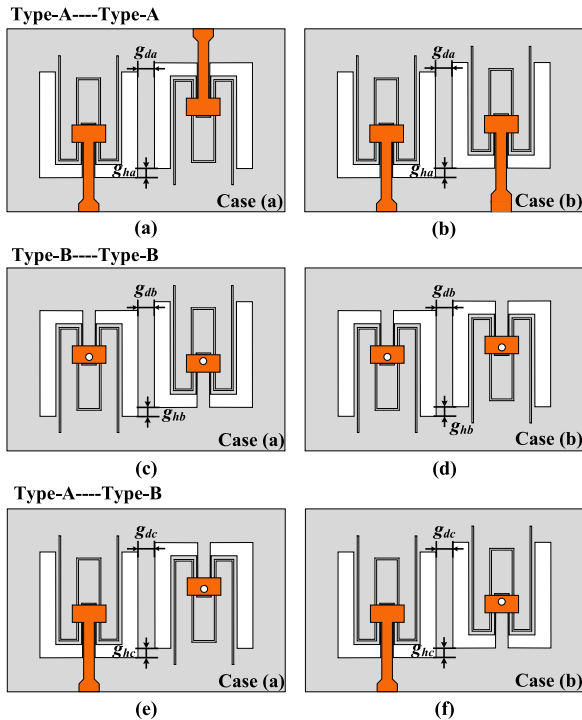 Type-A----Type-A
g_da
g_ha
Case (a)
(a)
g_da
g_ha
Case (b)
(b)
Type-B----Type-B
g_db
g_hb
Case (a)
(c)
g_db
g_hb
Case (b)
(d)
Type-A----Type-B
g_dc
g_hc
Case (a)
(e)
g_dc
g_hc
Case (b)
(f)